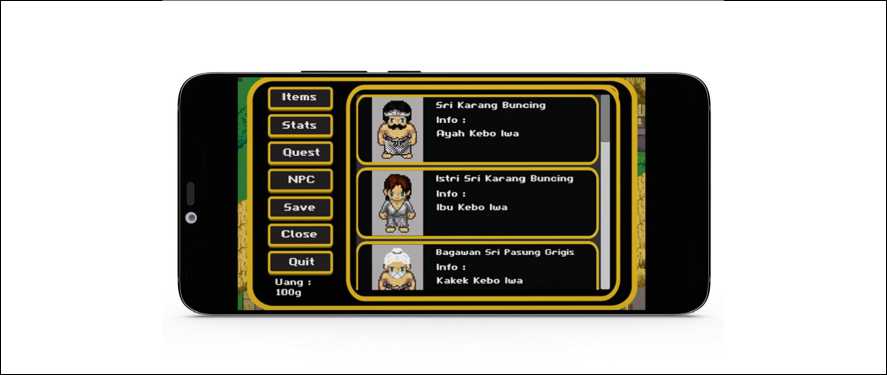 Items
Stats
Quest
NPC
Save
Close
Quit
Uang :
100g
Sri Karang Buncing
Info :
Ayah Kebo Iwa
Istri Sri Karang Buncing
Info :
Ibu Kebo Iwa
Bagawan Sri Pasung Grigis
Info :
Kakek Kebo Iwa